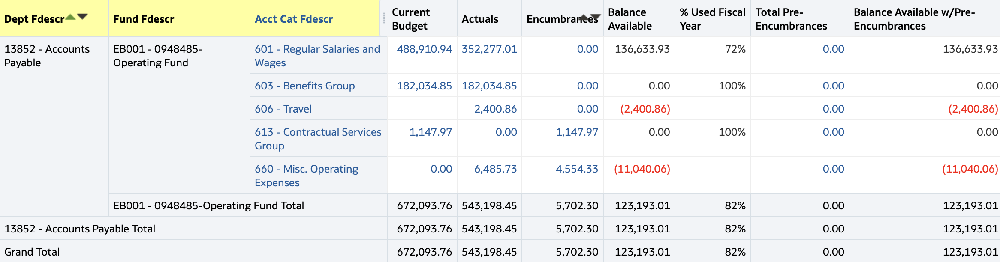 Dept Fdescr Fund Fdescr Acct Cat Fdescr Current Budget Actuals Encumbrances Balance Available % Used Fiscal Year Total Pre-Encumbrances Balance Available w/Pre-Encumbrances
13852 - Accounts Payable EB001 - 0948485-Operating Fund 601 - Regular Salaries and Wages 488,910.94 352,277.01 0.00 136,633.93 72% 0.00 136,633.93
603 - Benefits Group 182,034.85 182,034.85 0.00 0.00 100% 0.00 0.00
606 - Travel 2,400.86 0.00 (2,400.86) 0.00 (2,400.86)
613 - Contractual Services Group 1,147.97 0.00 1,147.97 0.00 100% 0.00 0.00
660 - Misc. Operating Expenses 0.00 6,485.73 4,554.33 (11,040.06) 0.00 (11,040.06)
EB001 - 0948485-Operating Fund Total 672,093.76 543,198.45 5,702.30 123,193.01 82% 0.00 123,193.01
13852 - Accounts Payable Total 672,093.76 543,198.45 5,702.30 123,193.01 82% 0.00 123,193.01
Grand Total 672,093.76 543,198.45 5,702.30 123,193.01 82% 0.00 123,193.01